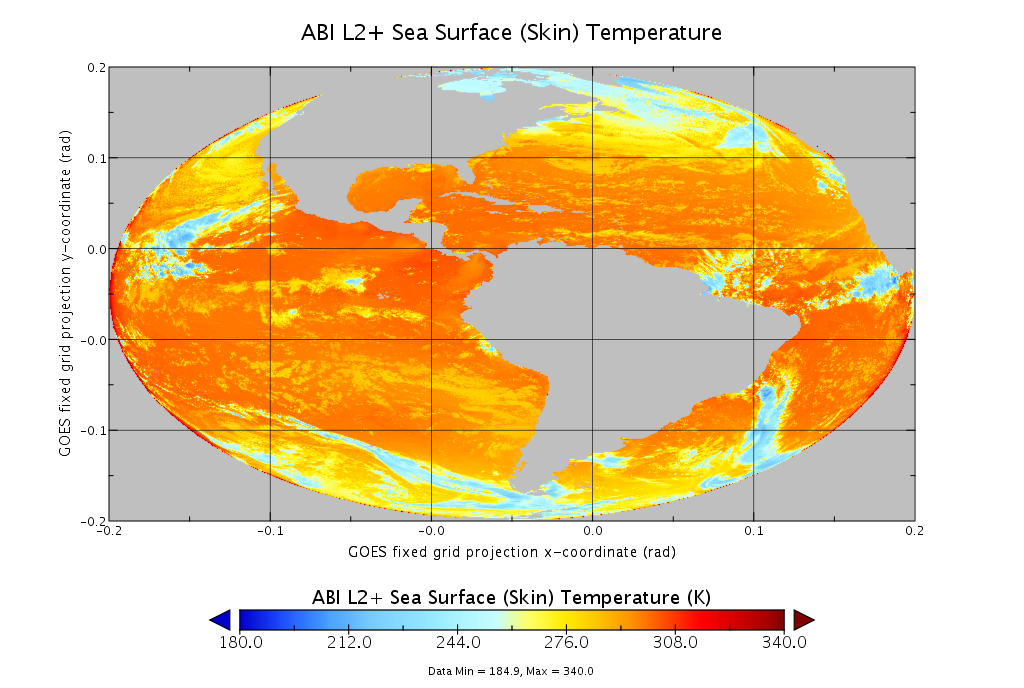 ABI L2+ Sea Surface (Skin) Temperature
0.2
0.1
0.0
−0.0
−0.1
−0.2
GOES fixed grid projection y−coordinate (rad)
−0.2 −0.1 −0.0 0.0 0.1 0.2
GOES fixed grid projection x−coordinate (rad)
ABI L2+ Sea Surface (Skin) Temperature (K)
180.0 212.0 244.0 276.0 308.0 340.0
Data Min = 184.9, Max = 340.0